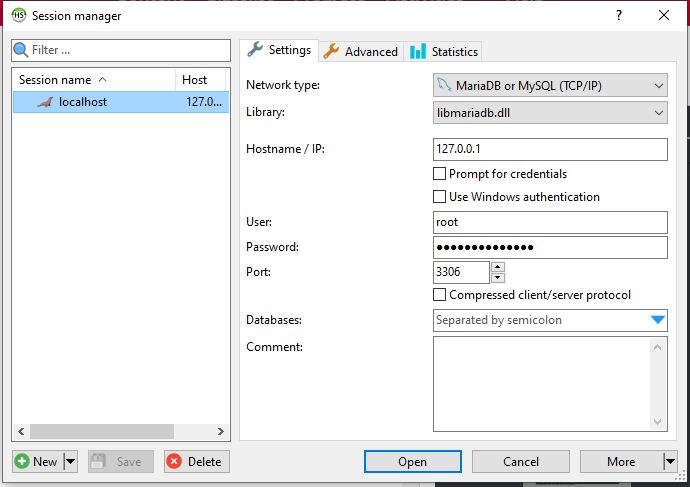 HS Session manager ?
Filter ...
Session name Host
localhost 127.0...
Settings Advanced Statistics
Network type: MariaDB or MySQL (TCP/IP)
Library: libmariadb.dll
Hostname / IP: 127.0.0.1
Prompt for credentials
Use Windows authentication
User: root
Password: ●●●●●●●●●●●●●●
Port: 3306
Compressed client/server protocol
Databases: Separated by semicolon
Comment:
New Save Delete Open Cancel More